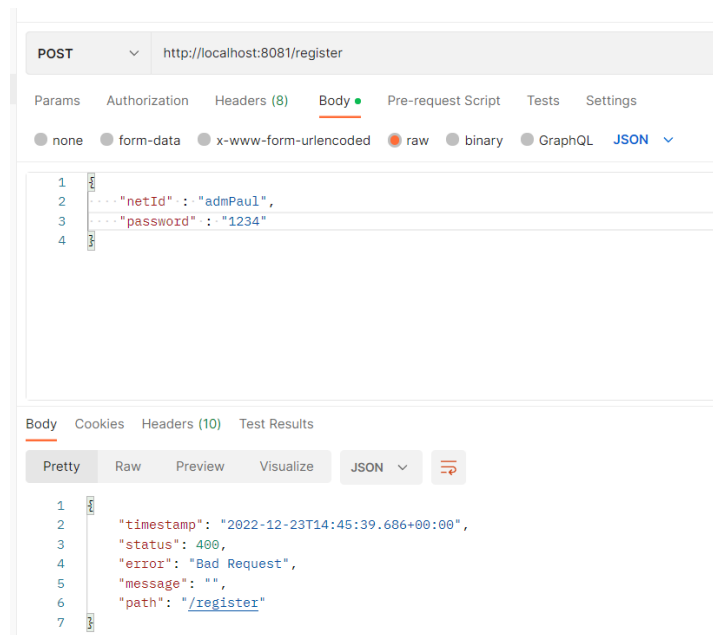 POST http://localhost:8081/register
Params Authorization Headers (8) Body Pre-request Script Tests Settings
none form-data x-www-form-urlencoded raw binary GraphQL JSON
1 {
2 ····"netId"·:·"admPaul",
3 ····"password"·:·"1234"
4 }
Body Cookies Headers (10) Test Results
Pretty Raw Preview Visualize JSON
1 {
2 "timestamp": "2022-12-23T14:45:39.686+00:00",
3 "status": 400,
4 "error": "Bad Request",
5 "message": "",
6 "path": "/register"
7 }